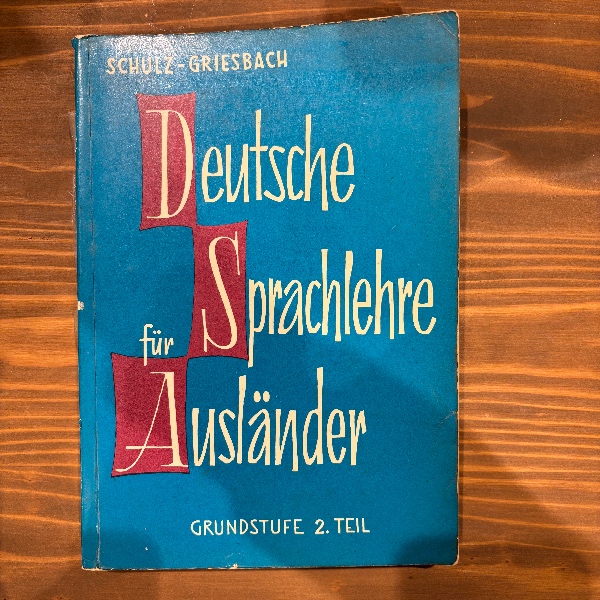 SCHULZ-GRIESBACH
Deutsche
Sprachlehre
für
Ausländer
GRUNDSTUFE 2. TEIL